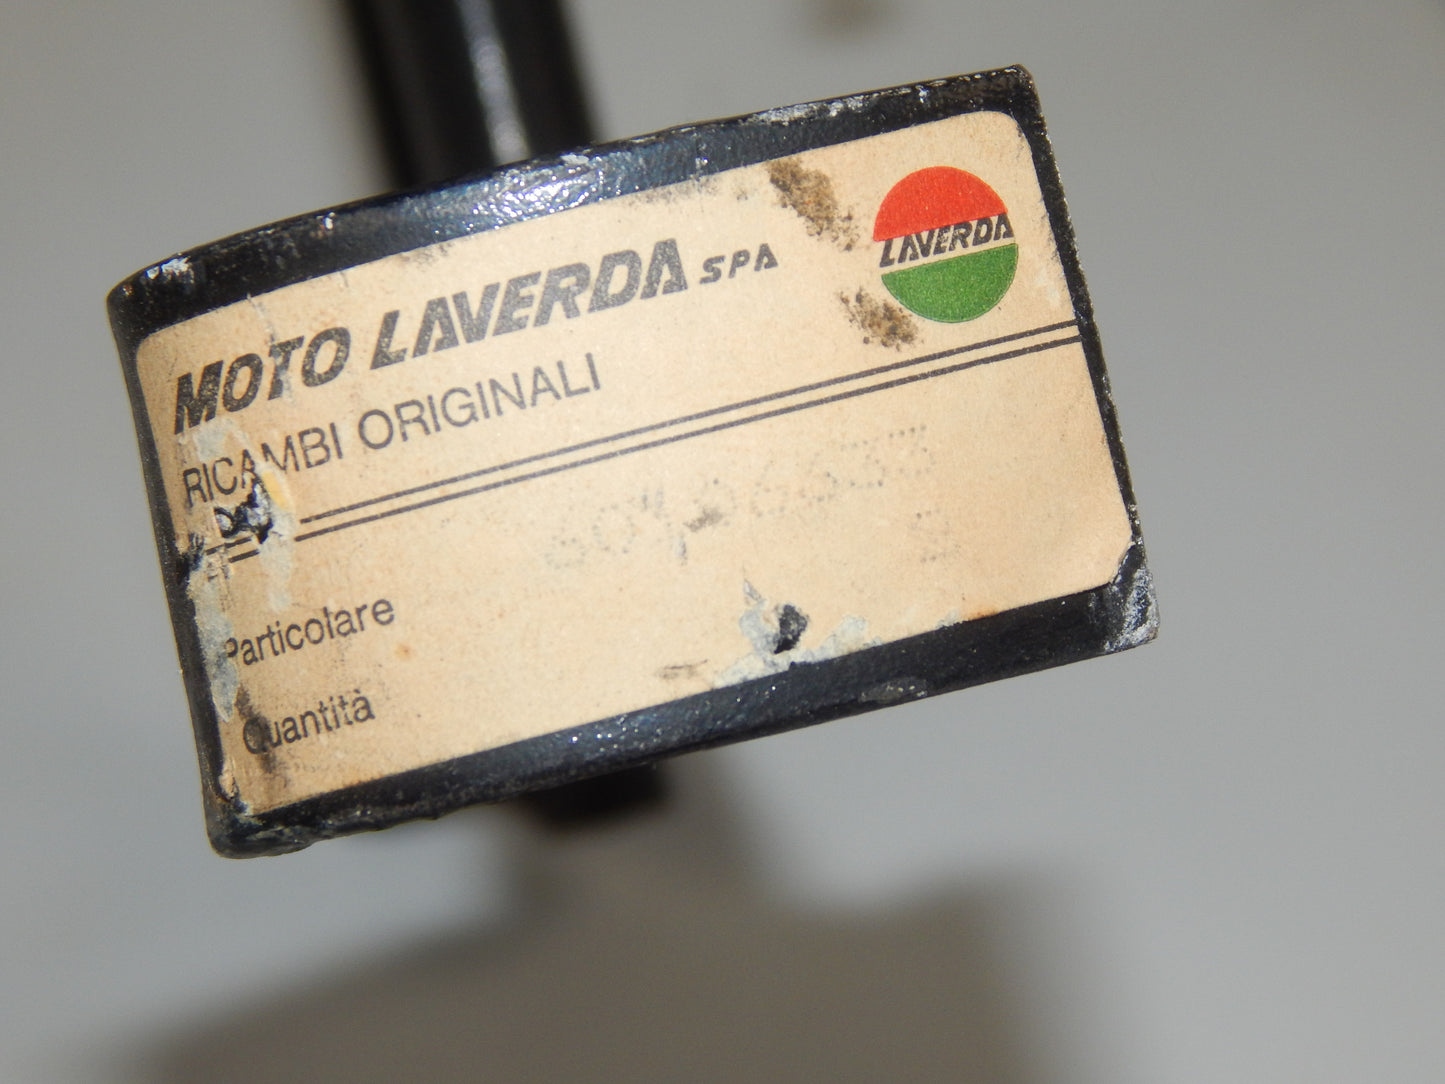 MOTO LAVERDA SPA
LAVERDA
RICAMBI ORIGINALI
Particolare
Quantità